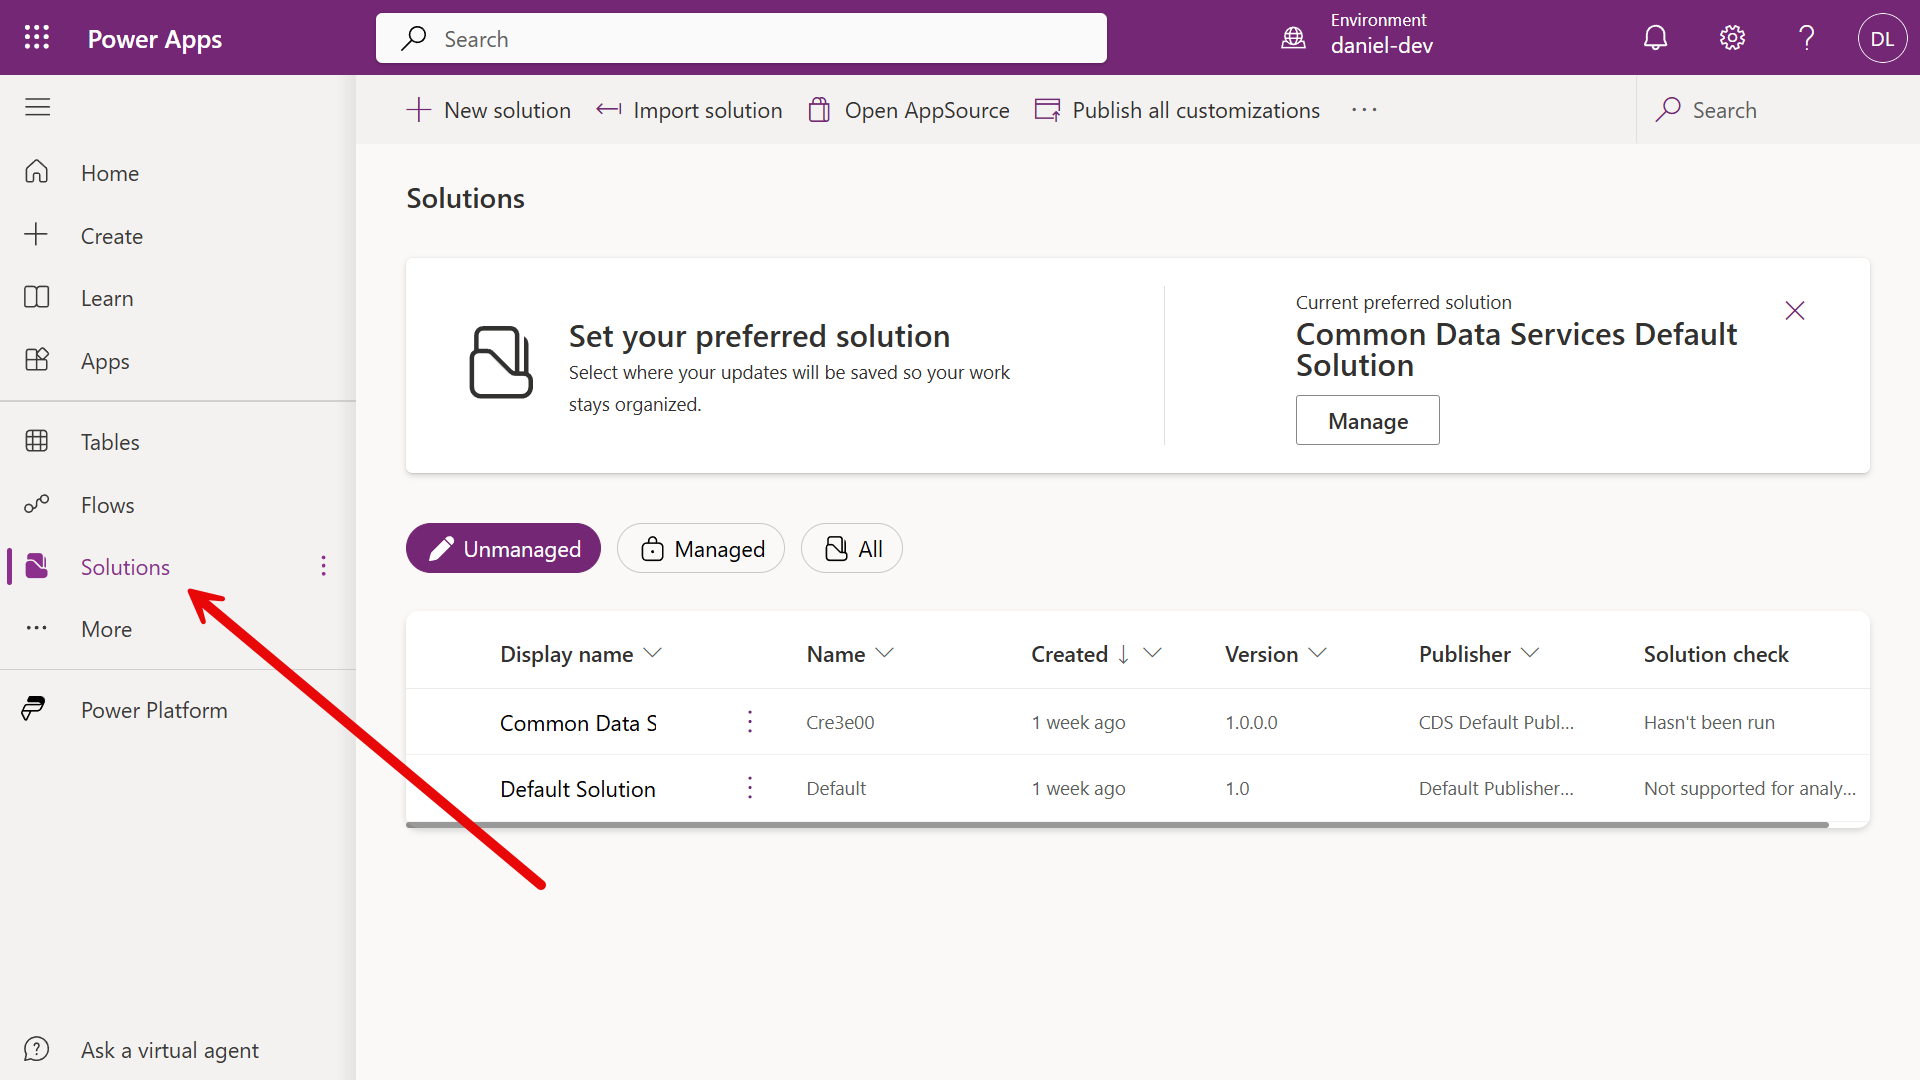 Power Apps
Search
Environment
daniel-dev
DL
New solution
Import solution
Open AppSource
Publish all customizations
Search
Home
Create
Learn
Apps
Tables
Flows
Solutions
More
Power Platform
Ask a virtual agent
Solutions
Set your preferred solution
Select where your updates will be saved so your work
stays organized.
Current preferred solution
Common Data Services Default
Solution
Manage
Unmanaged
Managed
All
Display name Name Created Version Publisher Solution check
Common Data S Cre3e00 1 week ago 1.0.0.0 CDS Default Publ... Hasn't been run
Default Solution Default 1 week ago 1.0 Default Publisher... Not supported for analy...